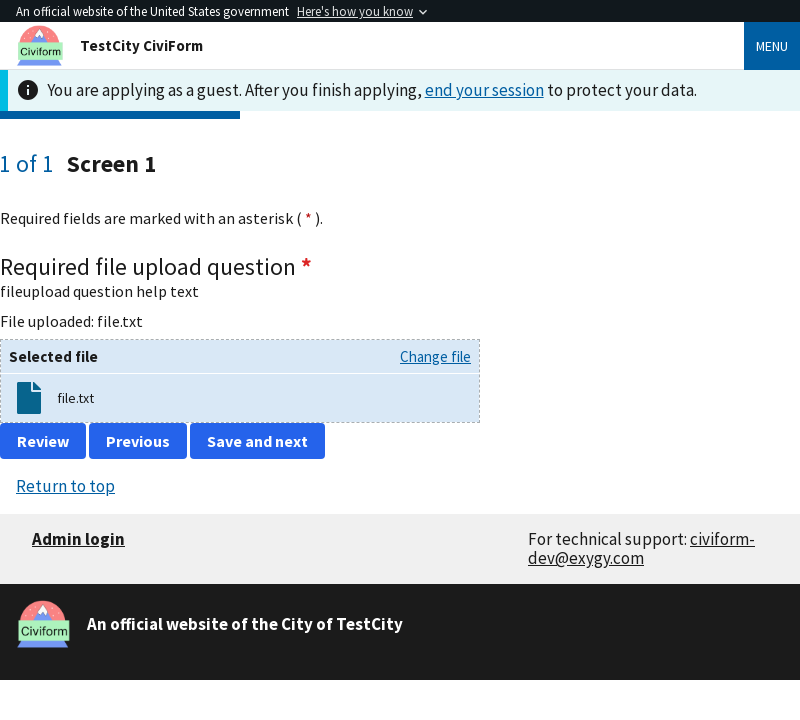 An official website of the United States government Here's how you know
Civiform
TestCity CiviForm
MENU
You are applying as a guest. After you finish applying, end your session to protect your data.
1 of 1 Screen 1
Required fields are marked with an asterisk ( * ).
Required file upload question *
fileupload question help text
File uploaded: file.txt
Selected file
Change file
file.txt
Review
Previous
Save and next
Return to top
Admin login
For technical support: civiform-
dev@exygy.com
Civiform
An official website of the City of TestCity